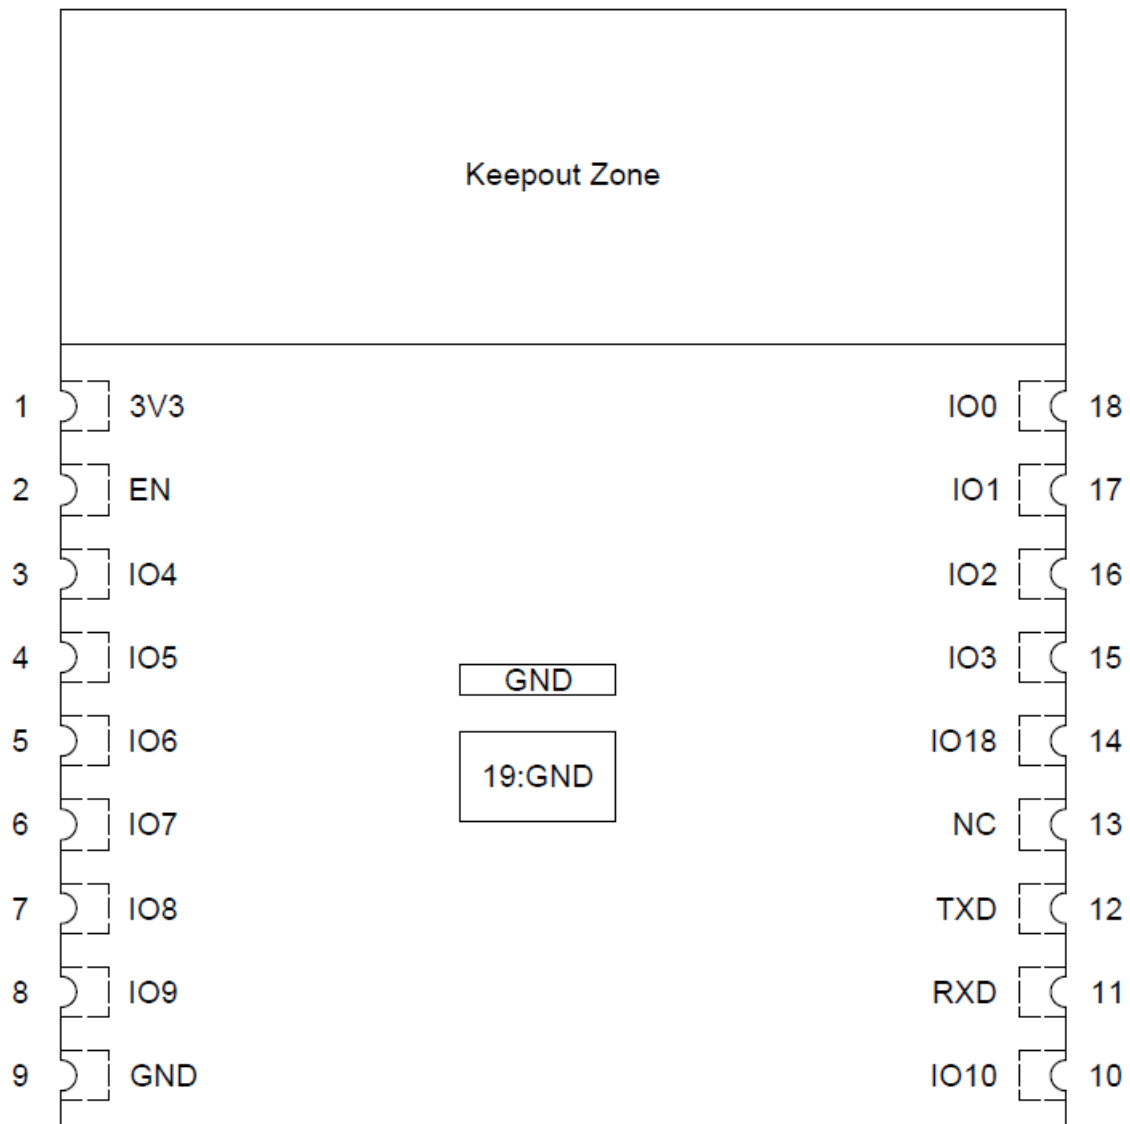 Keepout Zone
1 3V3 IO0 18
2 EN IO1 17
3 IO4 IO2 16
4 IO5 IO3 15
GND
5 IO6 IO18 14
19:GND
6 IO7 NC 13
7 IO8 TXD 12
8 IO9 RXD 11
9 GND IO10 10